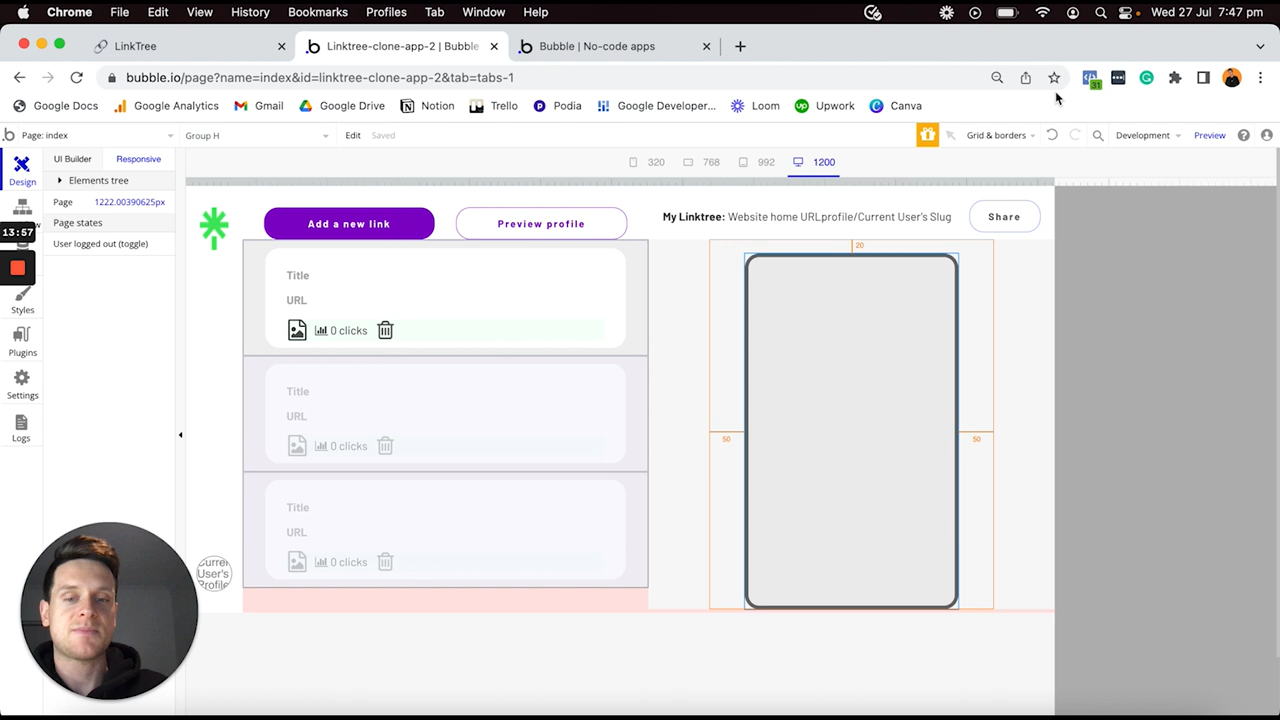 Chrome File Edit View History Bookmarks Profiles Tab Window Help Wed 27 Jul 7:47 pm
LinkTree Linktree-clone-app-2 | Bubble Bubble | No-code apps
bubble.io/page?name=index&id=linktree-clone-app-2&tab=tabs-1
31
Google Docs Google Analytics Gmail Google Drive Notion Trello Podia Google Developer... Loom Upwork Canva
Page: index Group H Edit Saved Grid & borders Development Preview
UI Builder Responsive 320 768 992 1200
Design
Elements tree
Page 1222.00390625px
Page states
User logged out (toggle)
13:57
Styles
Plugins
Settings
Logs
Add a new link Preview profile My Linktree: Website home URLprofile/Current User's Slug Share
20
Title
URL
0 clicks
Title
URL
0 clicks
50 50
Title
URL
0 clicks
Current
User's
Profile